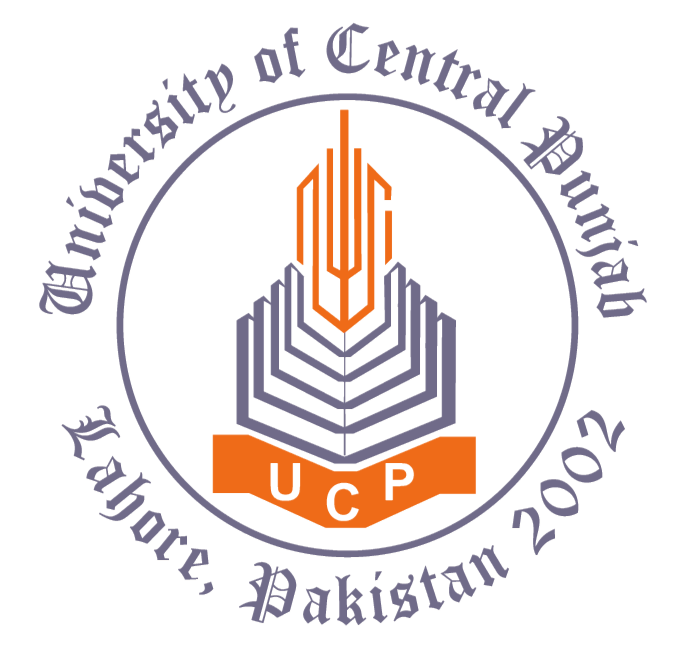 University of Central Punjab
UCP
Lahore, Pakistan 2002